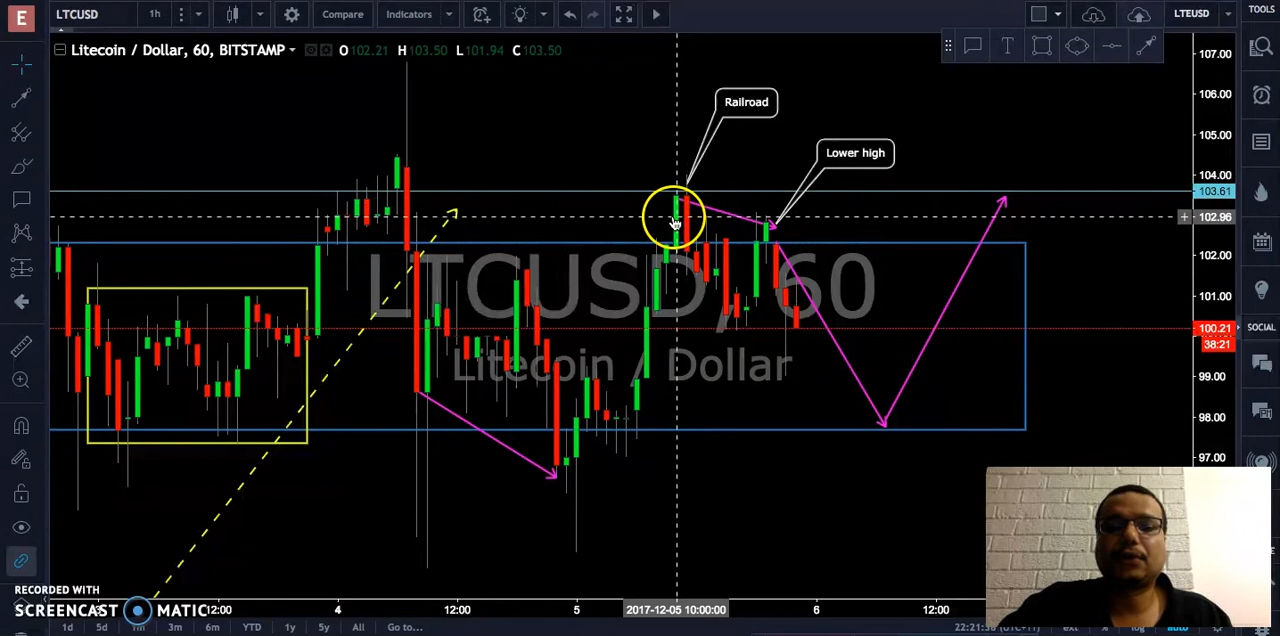 E
LTCUSD
1h
Compare
Indicators
LTEUSD
TOOLS
Litecoin / Dollar, 60, BITSTAMP
O 102.21 H 103.50 L 101.94 C 103.50
107.00
106.00
105.00
104.00
103.61
102.96
102.00
101.00
100.21
38:21
99.00
98.00
97.00
Railroad
Lower high
LTCUSD, 60
Litecoin / Dollar
SOCIAL
RECORDED WITH
SCREENCAST MATIC
12:00
4
12:00
5
2017-12-05 10:00:00
6
12:00
1d
5d
1m
3m
6m
YTD
1y
5y
All
Go to...
ext
log
auto